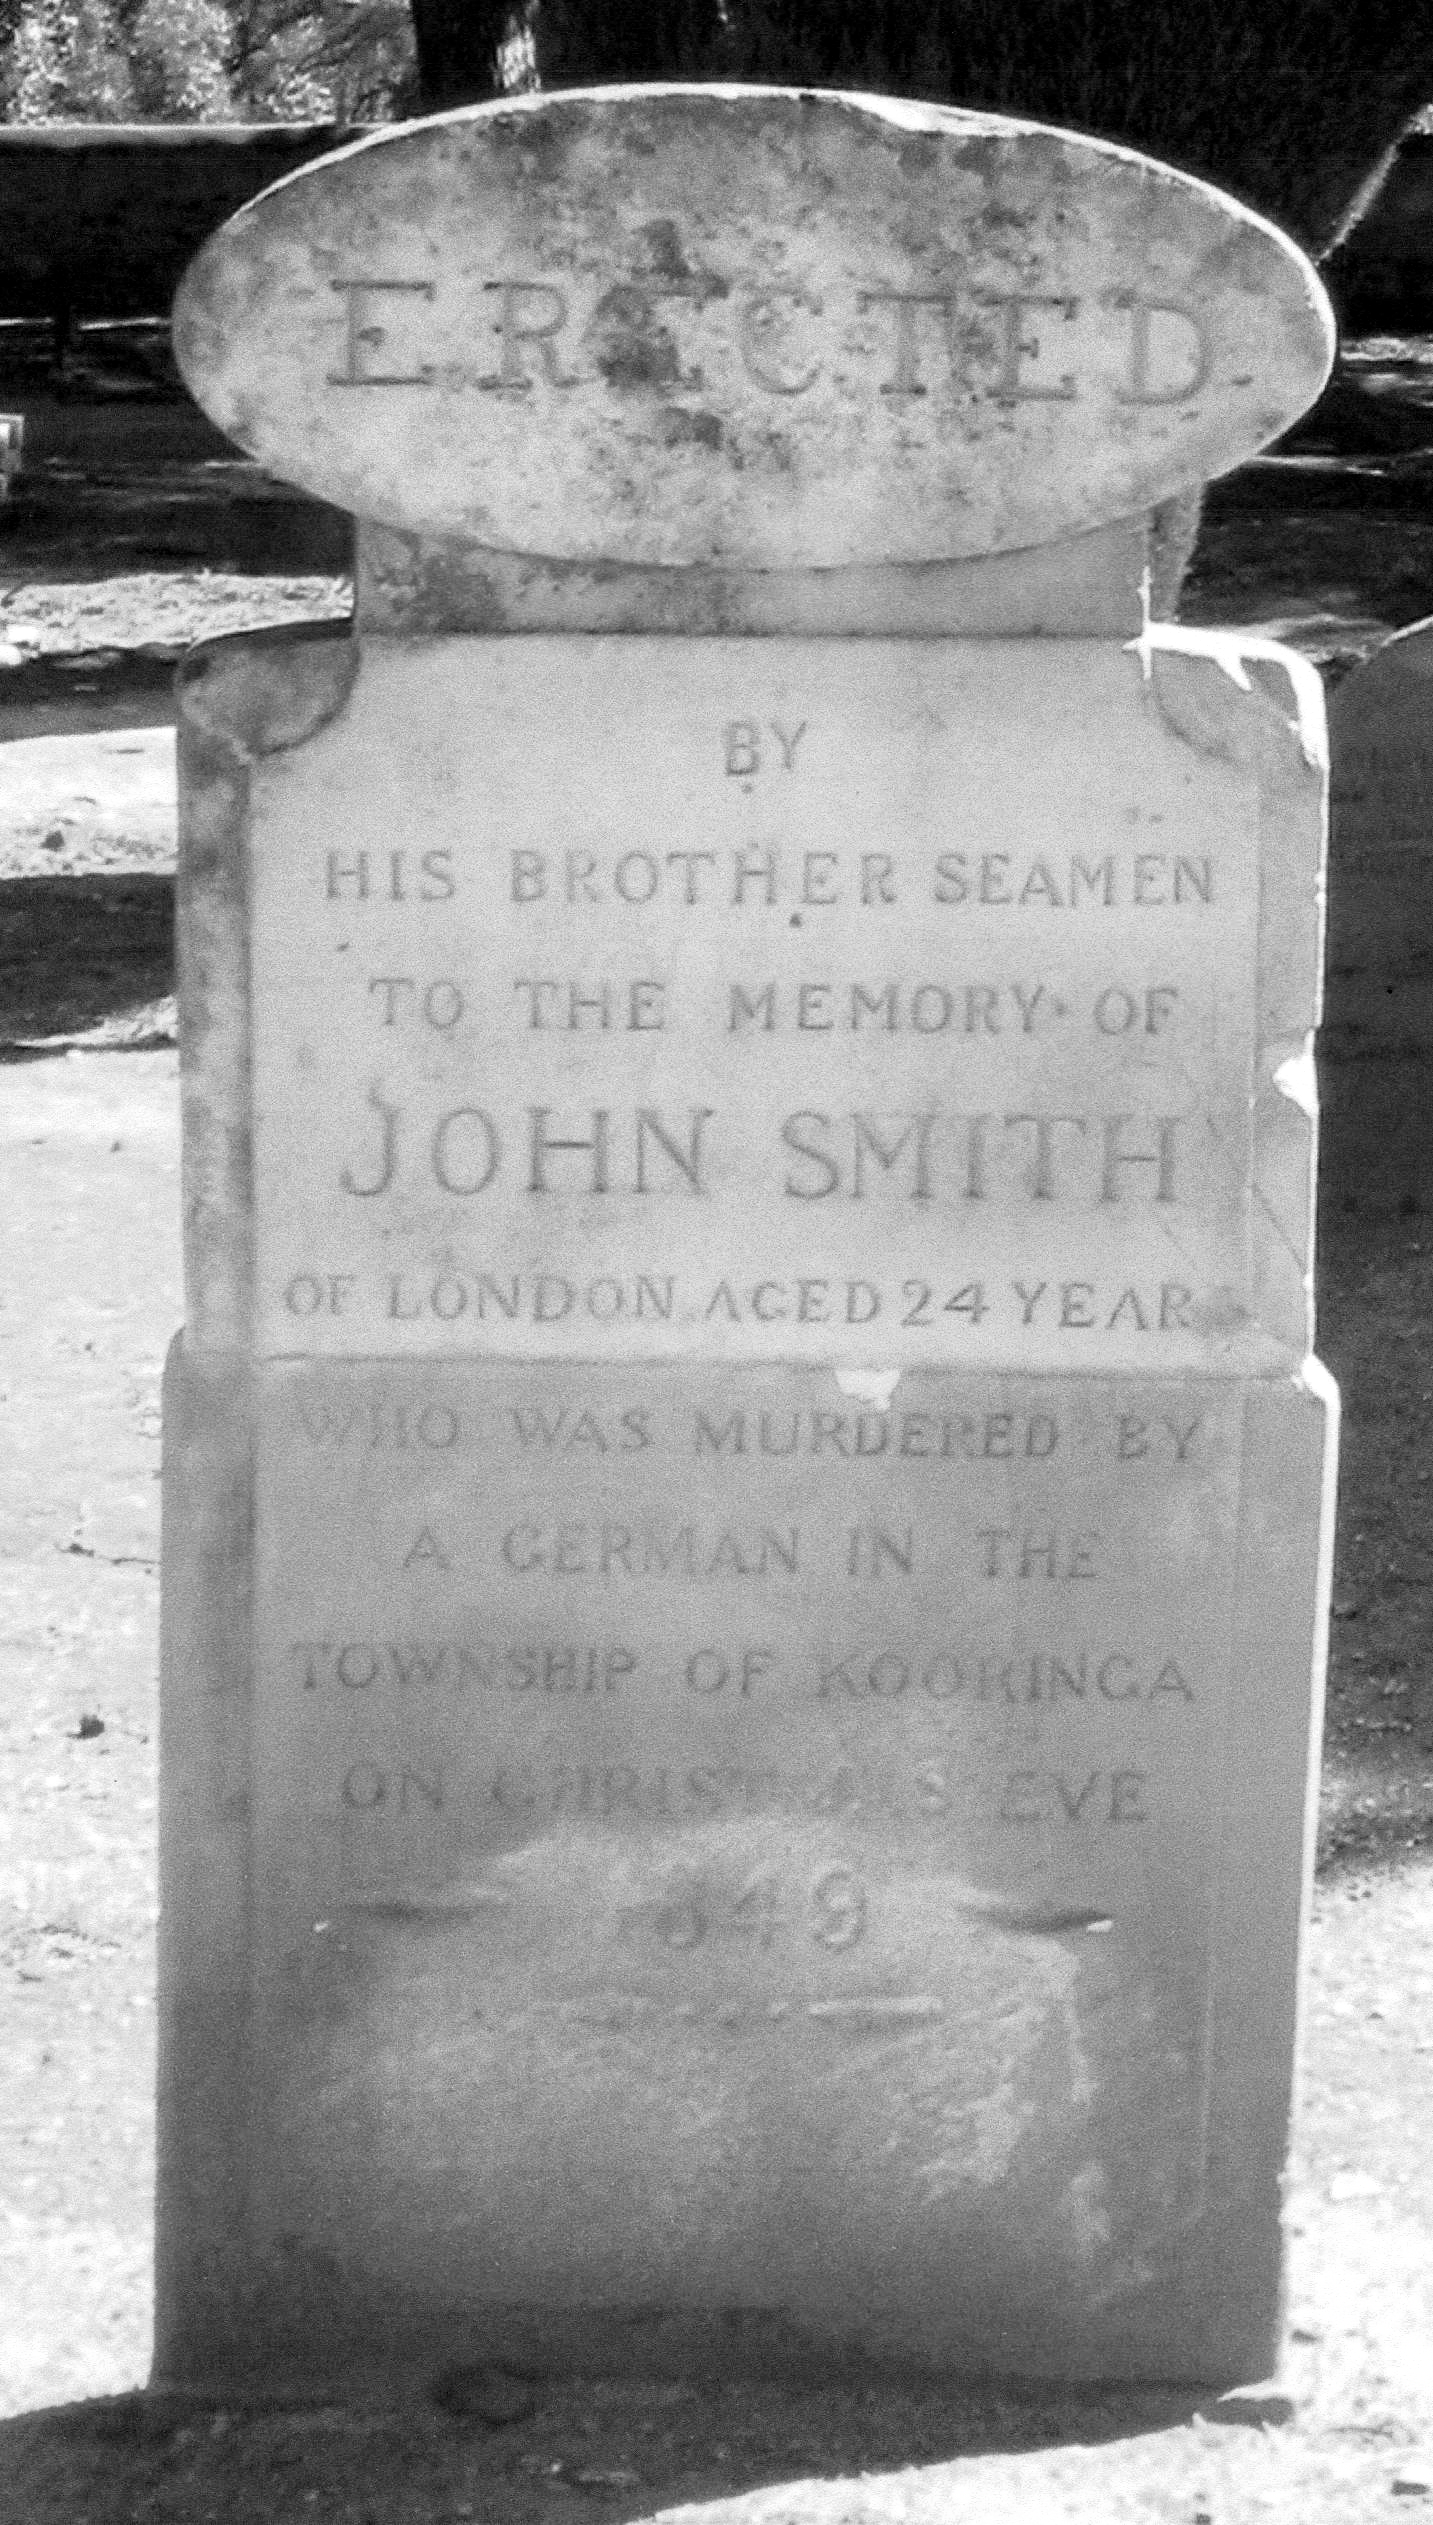 ERECTED
BY
HIS BROTHER SEAMEN
TO THE MEMORY OF
JOHN SMITH
OF LONDON AGED 24 YEAR
WHO WAS MURDERED BY
A GERMAN IN THE
TOWNSHIP OF KOORINGA
ON CHRISTMAS EVE
849